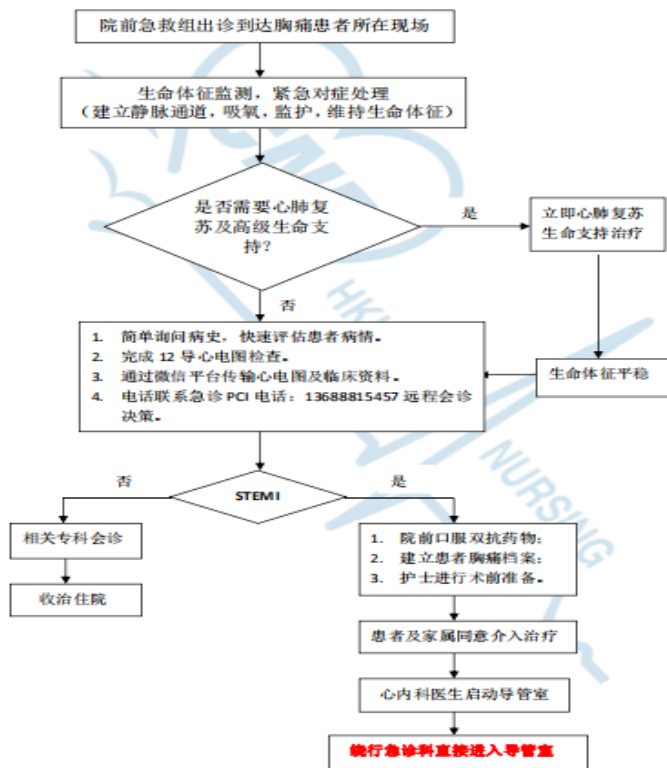 院前急救组出诊到达胸痛患者所在现场
生命体征监测，紧急对症处理
（建立静脉通道，吸氧，监护，维持生命体征）
是否需要心肺复
苏及高级生命支
持？
是
立即心肺复苏
生命支持治疗
否
1. 简单询问病史，快速评估患者病情。
2. 完成 12 导心电图检查。
3. 通过微信平台传输心电图及临床资料。
4. 电话联系急诊 PCI 电话：13688815457 远程会诊
决策。
生命体征平稳
否
STEMI
是
相关专科会诊
收治住院
1. 院前口服双抗药物；
2. 建立患者胸痛档案；
3. 护士进行术前准备。
患者及家属同意介入治疗
心内科医生启动导管室
绕行急诊科直接进入导管室
NURSING